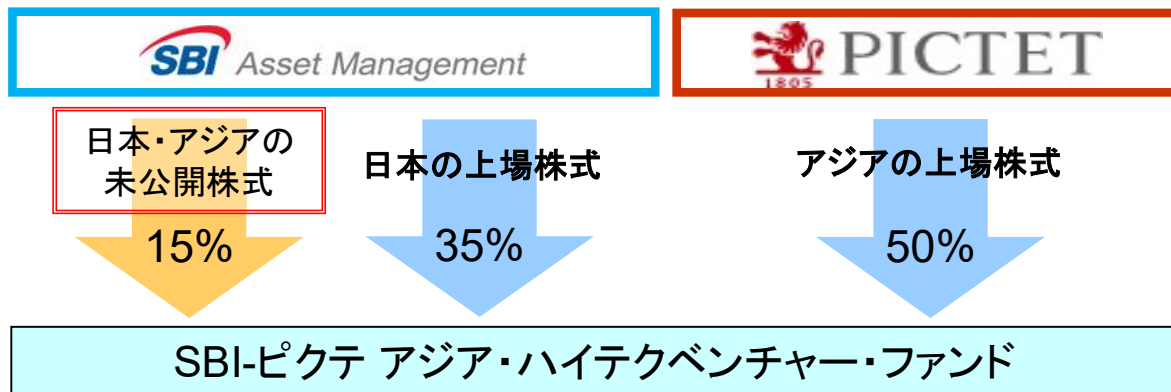 SBI Asset Management
PICTET
1805
日本・アジアの
未公開株式
日本の上場株式
アジアの上場株式
15%
35%
50%
SBI-ピクテ アジア・ハイテクベンチャー・ファンド